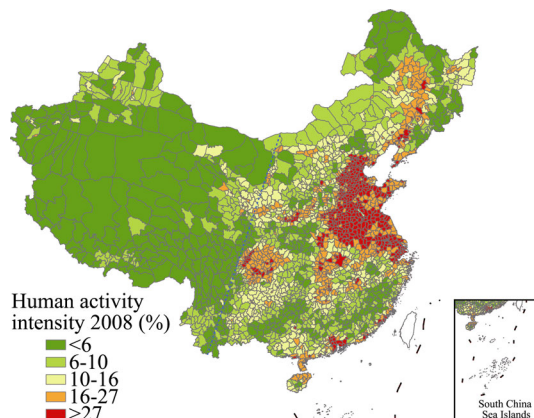 Human activity
intensity 2008 (%)
<6
6-10
10-16
16-27
>27
South China
Sea Islands